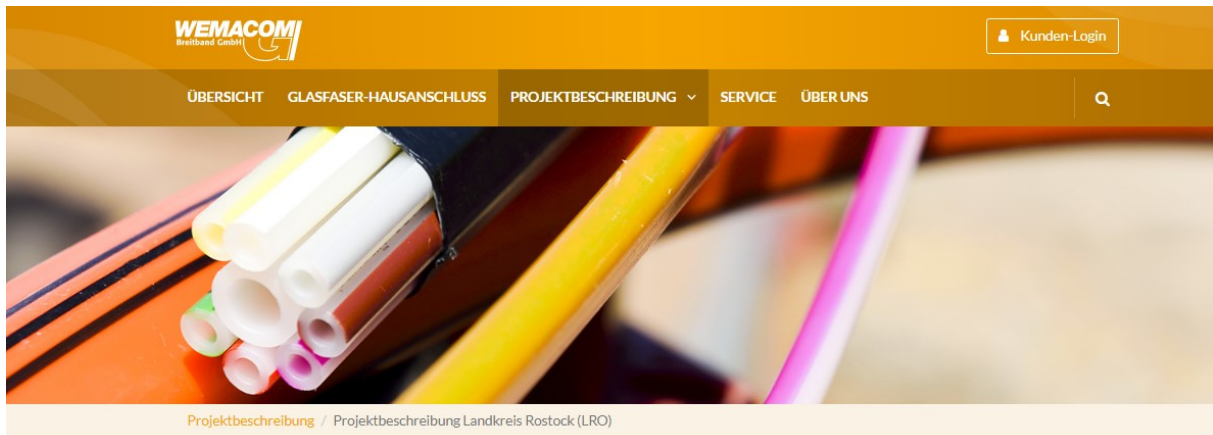 WEMACOM
Breitband GmbH
Kunden-Login
ÜBERSICHT GLASFASER-HAUSANSCHLUSS PROJEKTBESCHREIBUNG SERVICE ÜBER UNS
Projektbeschreibung / Projektbeschreibung Landkreis Rostock (LRO)